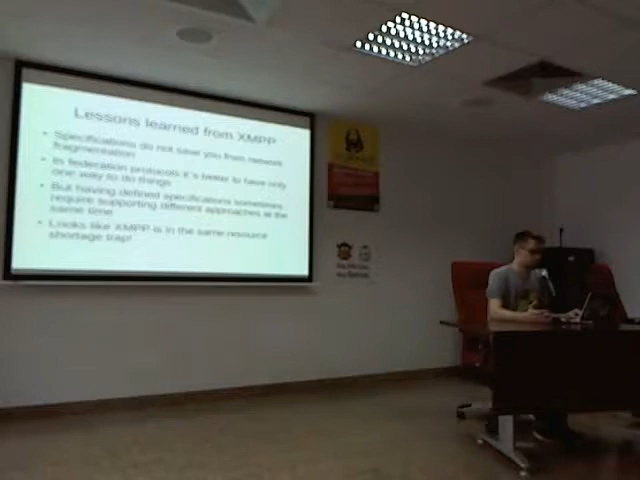 Lessons learned from XMPP
• Specifications do not save you from network
fragmentation
• In federation protocols it's better to have only
one way to do things
• But having defined specifications sometimes
require supporting different approaches at the
same time
• Looks like XMPP is in the same resource
shortage trap!